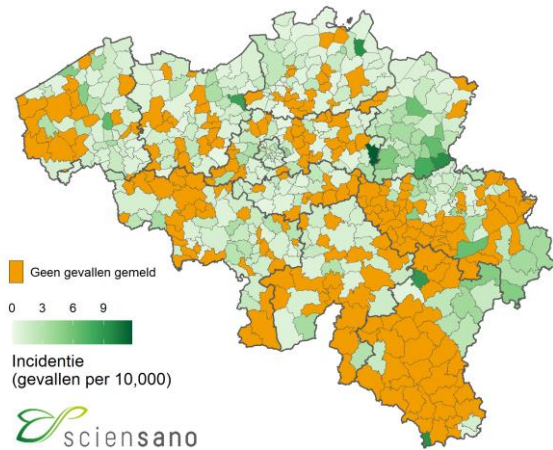 Geen gevallen gemeld
0 3 6 9
Incidentie
(gevallen per 10,000)
sciensano